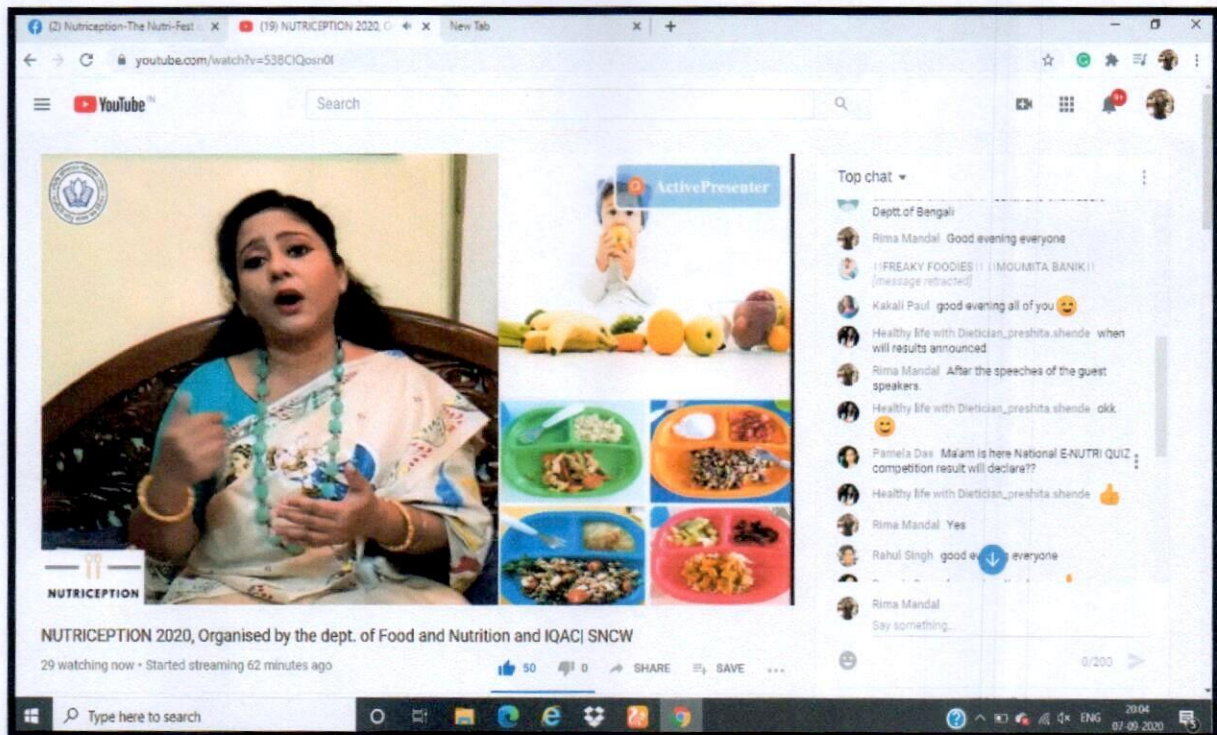 (2) Nutriception-The Nutri-Fest
(19) NUTRICEPTION 2020, O
New Tab
youtube.com/watch?v=
YouTube IN
Search
9+
ActivePresenter
NUTRICEPTION
NUTRICEPTION 2020, Organised by the dept. of Food and Nutrition and IQAC| SNCW
29 watching now • Started streaming 62 minutes ago
50
0
SHARE
SAVE
Top chat
Deptt.of Bengali
Rima Mandal Good evening everyone
!!FREAKY FOODIES!! !!MOUMITA BANIK!!
[message retracted]
Kakali Paul good evening all of you 😊
Healthy life with Dietician_preshita.shende when
will results announced
Rima Mandal After the speeches of the guest
speakers.
Healthy life with Dietician_preshita.shende okk
😊
Pamela Das Ma'am is here National E-NUTRI QUIZ
competition result will declare??
Healthy life with Dietician_preshita.shende 👍
Rima Mandal Yes
Rahul Singh good everyone
Rima Mandal
Say something...
0/200
Type here to search
ENG
20:04
07-09-2020
5